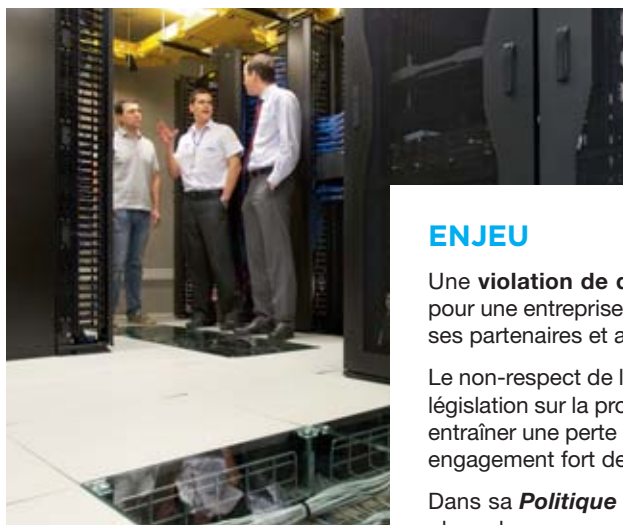 ENJEU
Une violation de
pour une entreprise
ses partenaires et
Le non-respect de
législation sur la
entraîner une perte
engagement fort de
Dans sa Politique